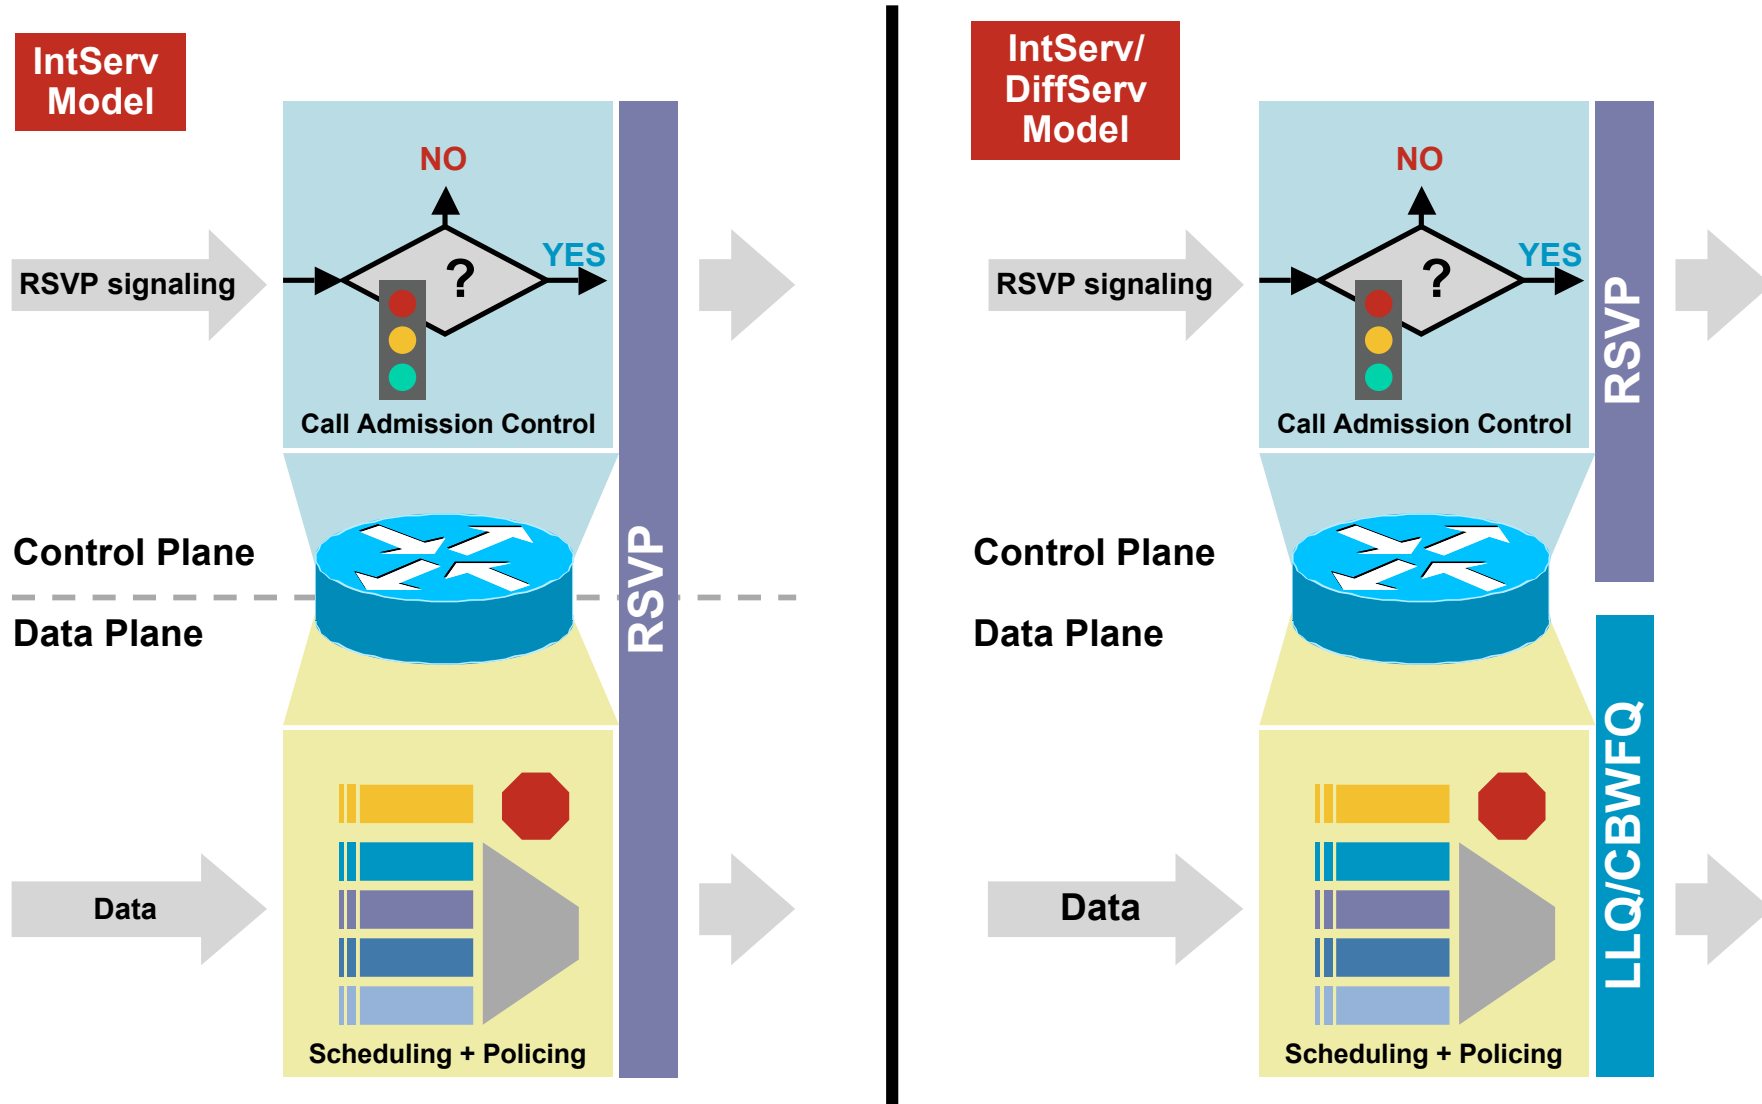 IntServ
Model
NO
YES
?
RSVP signaling
Call Admission Control
Control Plane
Data Plane
RSVP
Data
Scheduling + Policing
IntServ/
DiffServ
Model
NO
YES
?
RSVP signaling
Call Admission Control
RSVP
Control Plane
Data Plane
LLQ/CBWFQ
Data
Scheduling + Policing